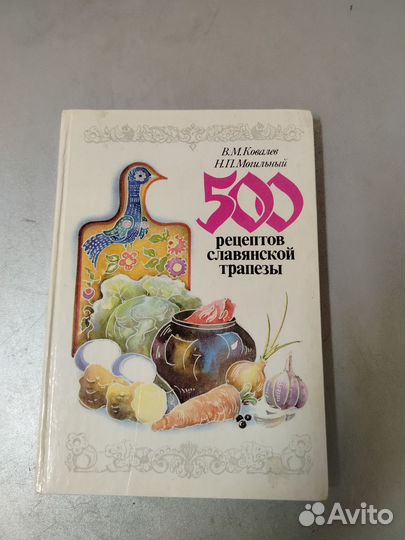 В.М.Ковалев
Н.П.Могильный
500
рецептов
славянской
трапезы
Avito